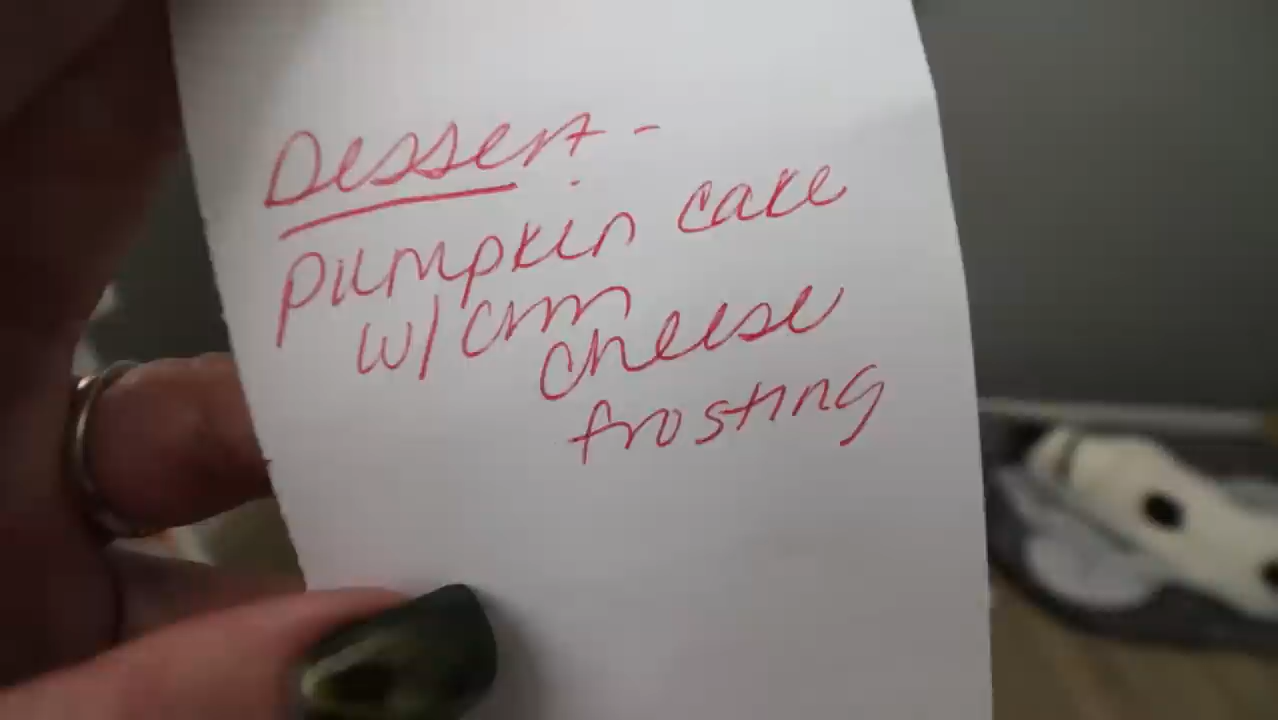 Dessert -
pumpkin cake
w/ crm
cheese
frosting